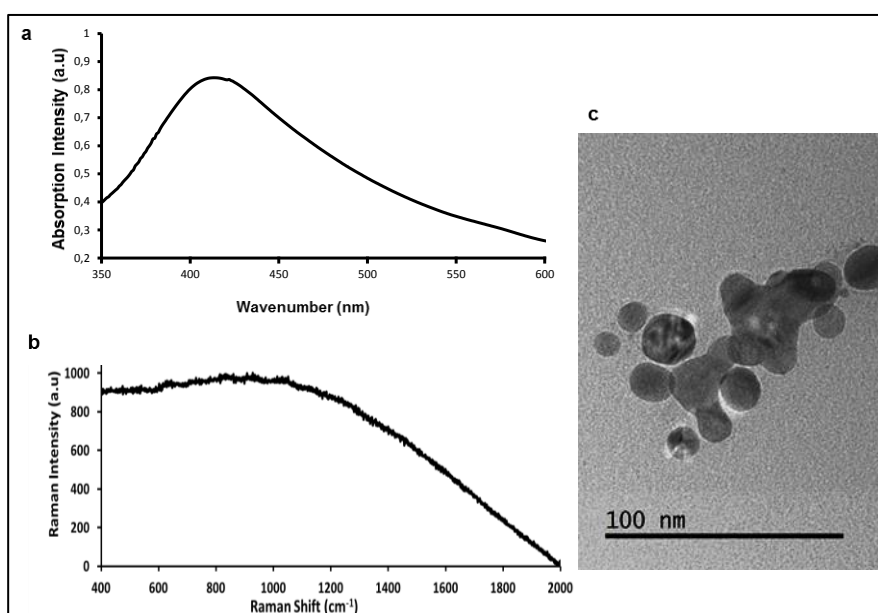 a
Absorption Intensity (a.u)
1
0,9
0,8
0,7
0,6
0,5
0,4
0,3
0,2
350 400 450 500 550 600
Wavenumber (nm)
b
Raman Intensity (a.u)
1000
800
600
400
200
0
400 600 800 1000 1200 1400 1600 1800 2000
Raman Shift (cm⁻¹)
c
100 nm